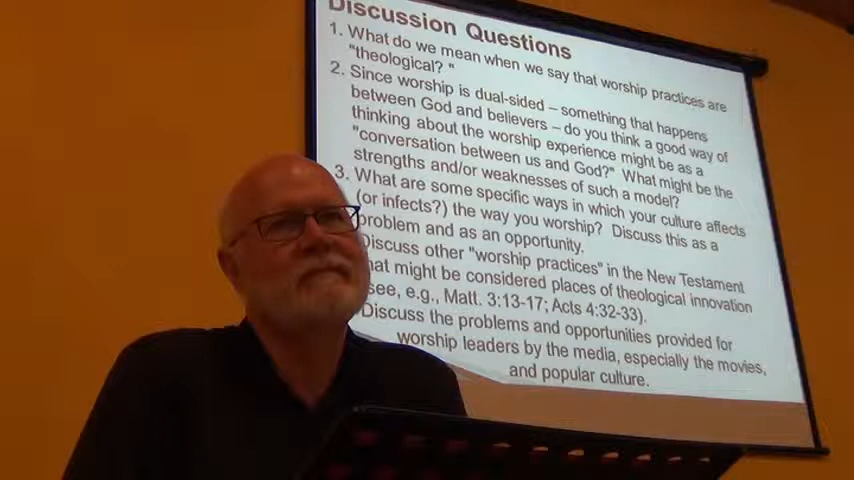 Discussion Questions
1. What do we mean when we say that worship practices are
"theological? "
2. Since worship is dual-sided – something that happens
between God and believers – do you think a good way of
thinking about the worship experience might be as a
"conversation between us and God?" What might be the
strengths and/or weaknesses of such a model?
3. What are some specific ways in which your culture affects
(or infects?) the way you worship? Discuss this as a
problem and as an opportunity.
Discuss other "worship practices" in the New Testament
hat might be considered places of theological innovation
see, e.g., Matt. 3:13-17; Acts 4:32-33).
Discuss the problems and opportunities provided for
worship leaders by the media, especially the movies,
and popular culture.